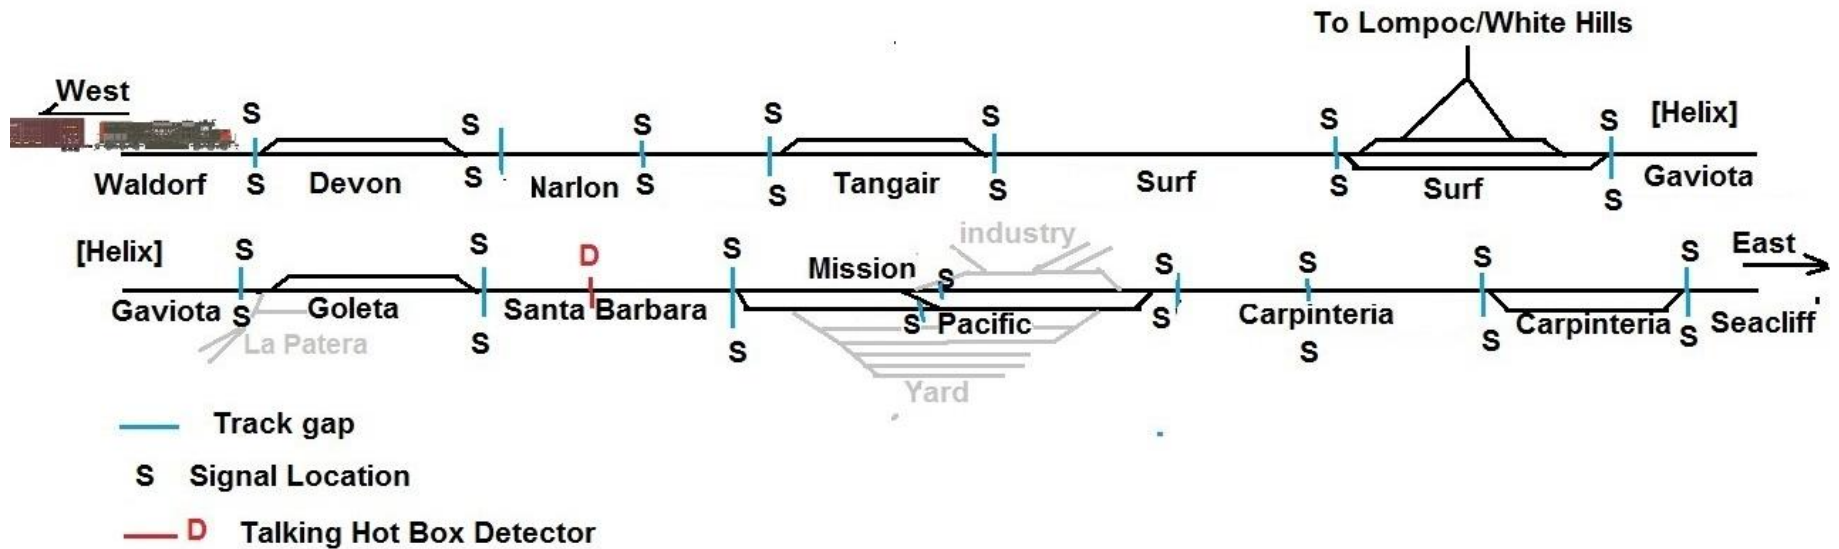 To Lompoc/White Hills
West
S S S S S S S [Helix]
Waldorf S Devon S Narlon S S Tangair S Surf S Surf S Gaviota
[Helix] S S D S Mission S industry S S S S East
Gaviota S La Patera Goleta S Santa Barbara S S Pacific S Carpinteria S S Carpinteria S Seacliff
Yard
Track gap
S Signal Location
D Talking Hot Box Detector